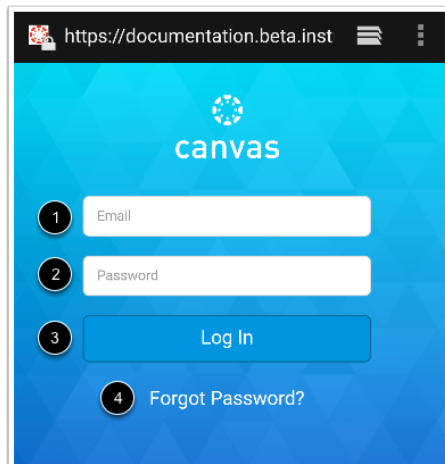 https://documentation.beta.inst
canvas
1 Email
2 Password
3 Log In
4 Forgot Password?